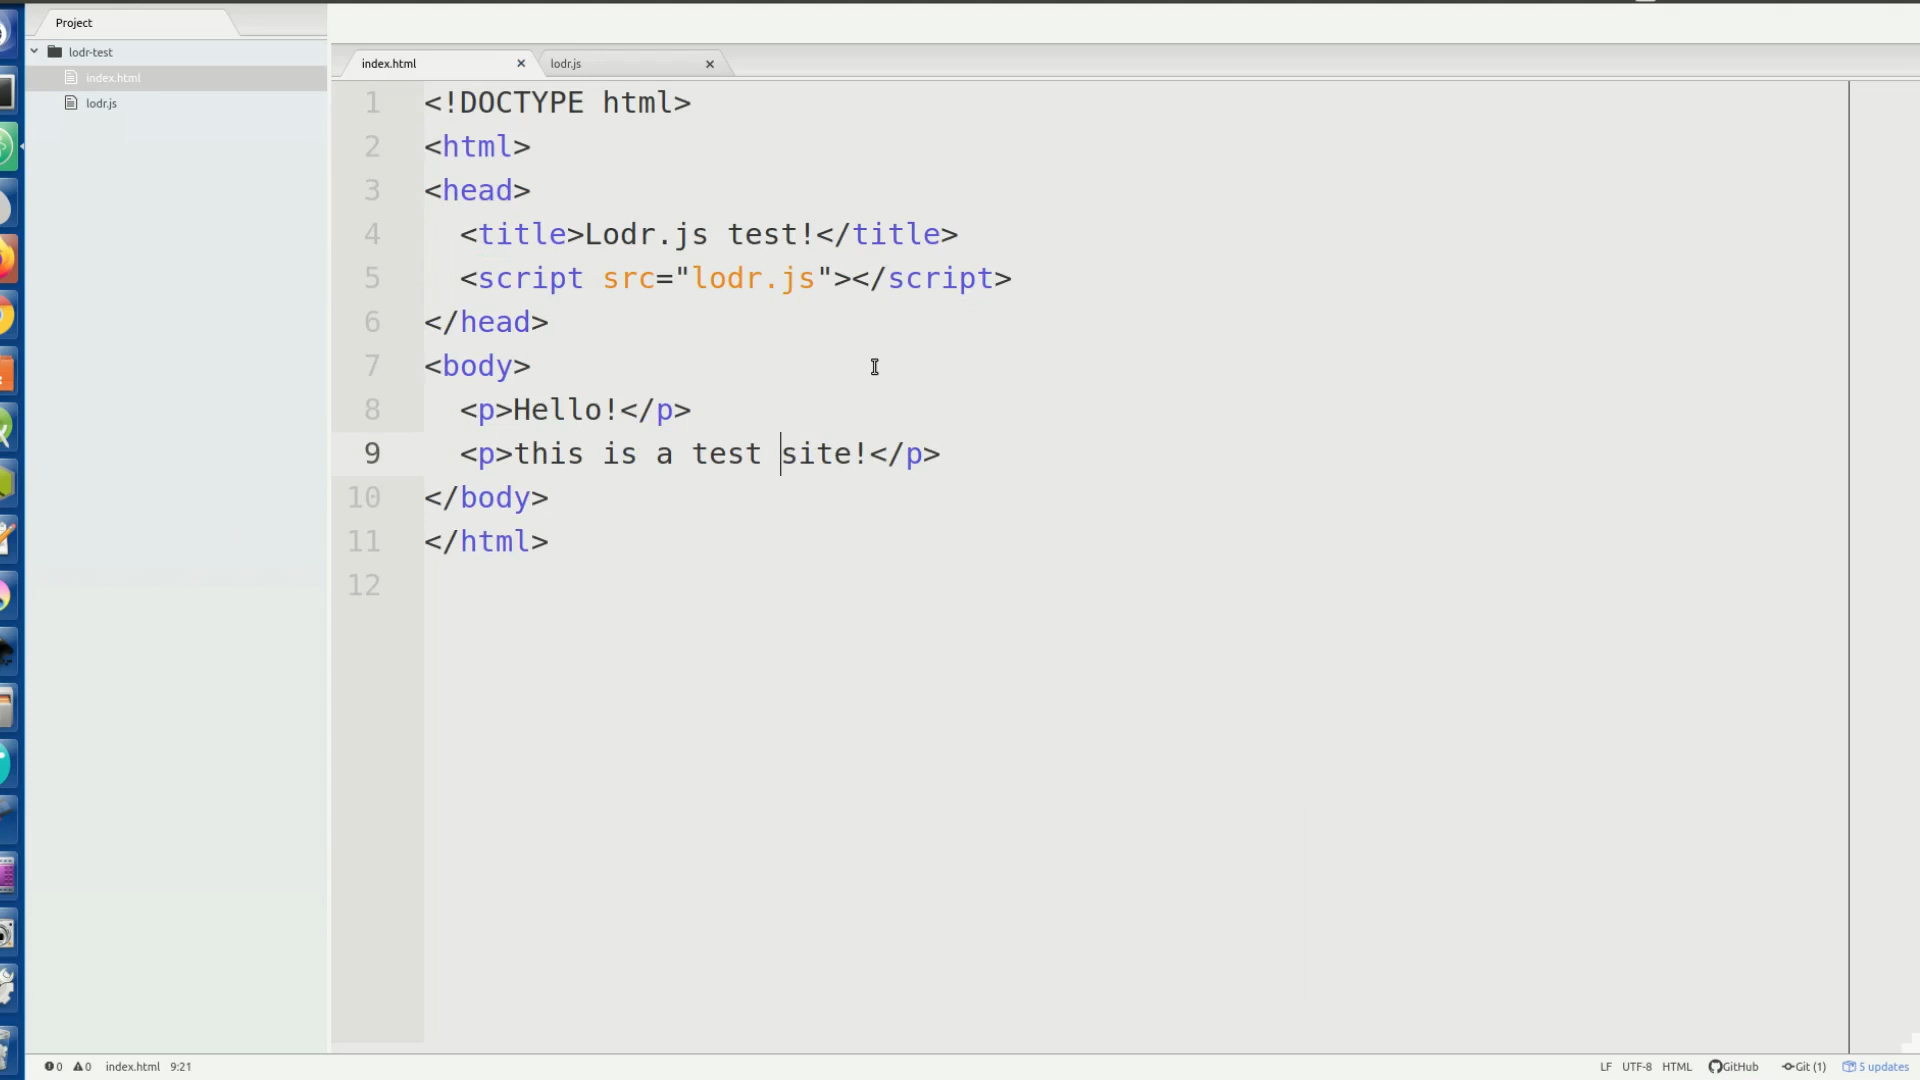 Project
lodr-test
index.html
lodr.js
index.html
lodr.js
1 <!DOCTYPE html>
2 <html>
3 <head>
4 <title>Lodr.js test!</title>
5 <script src="lodr.js"></script>
6 </head>
7 <body>
8 <p>Hello!</p>
9 <p>this is a test site!</p>
10 </body>
11 </html>
12
0 0 index.html 9:21
LF UTF-8 HTML GitHub Git (1) 5 updates